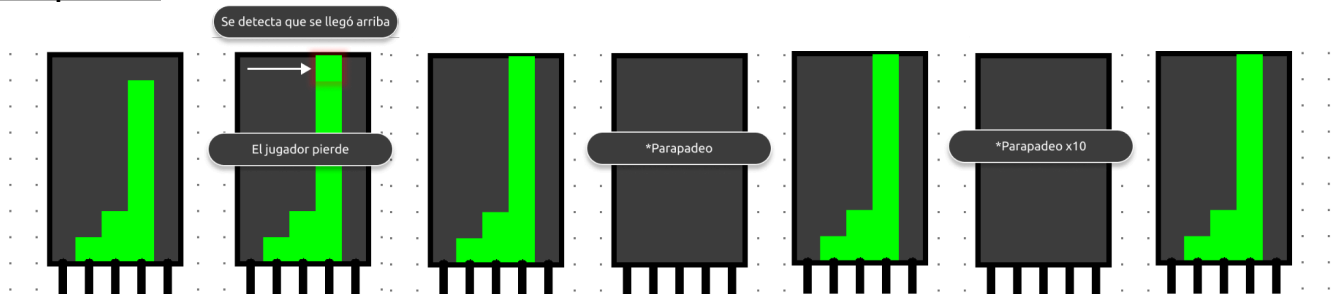 Se detecta que se llegó arriba
El jugador pierde
*Parapadeo
*Parapadeo x10